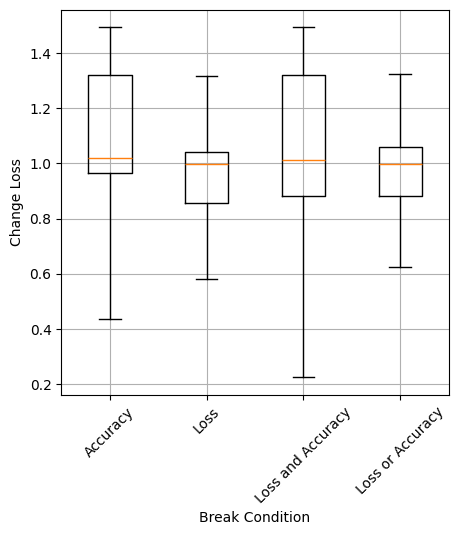 1.4
1.2
1.0
0.8
0.6
0.4
0.2
Change Loss
Accuracy
Loss
Loss and Accuracy
Loss or Accuracy
Break Condition